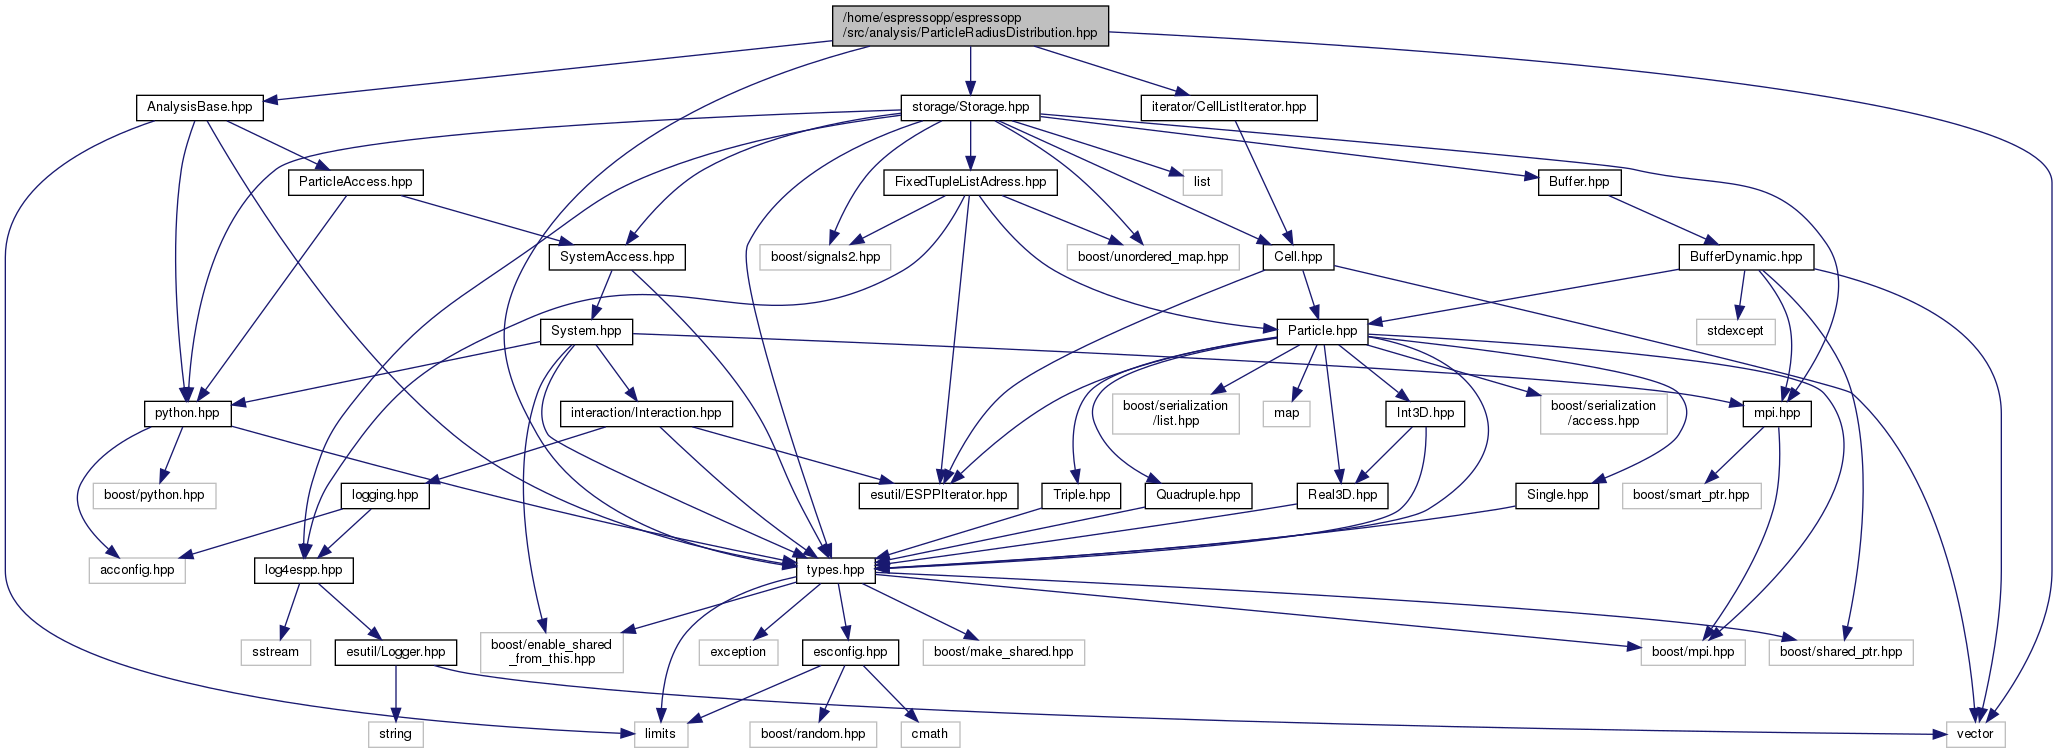 /home/espressopp/espressopp
/src/analysis/ParticleRadiusDistribution.hpp
AnalysisBase.hpp
storage/Storage.hpp
iterator/CellListIterator.hpp
ParticleAccess.hpp
FixedTupleListAdress.hpp
list
Buffer.hpp
SystemAccess.hpp
boost/signals2.hpp
boost/unordered_map.hpp
Cell.hpp
BufferDynamic.hpp
System.hpp
Particle.hpp
stdexcept
python.hpp
interaction/Interaction.hpp
boost/serialization
/list.hpp
map
Int3D.hpp
boost/serialization
/access.hpp
mpi.hpp
boost/python.hpp
logging.hpp
esutil/ESPPIterator.hpp
Triple.hpp
Quadruple.hpp
Real3D.hpp
Single.hpp
boost/smart_ptr.hpp
acconfig.hpp
log4espp.hpp
types.hpp
sstream
esutil/Logger.hpp
boost/enable_shared
_from_this.hpp
exception
esconfig.hpp
boost/make_shared.hpp
boost/mpi.hpp
boost/shared_ptr.hpp
string
limits
boost/random.hpp
cmath
vector